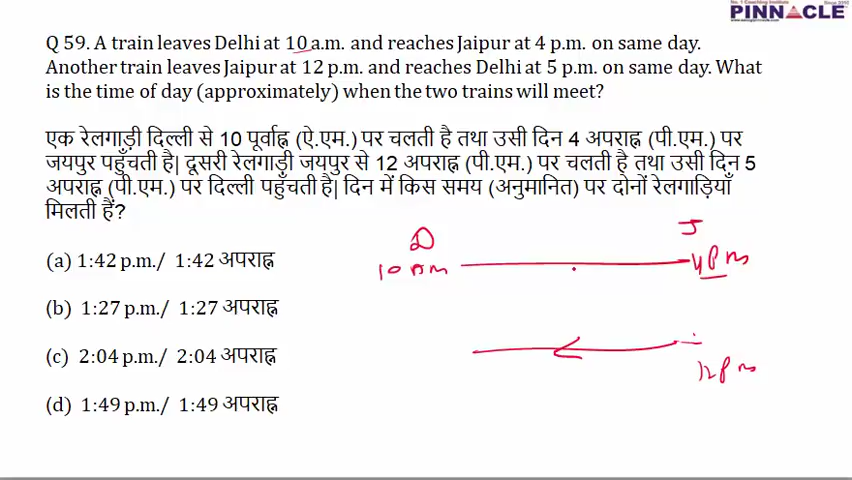 No. 1 Coaching Institute
PINNACLE
Q 59. A train leaves Delhi at 10 a.m. and reaches Jaipur at 4 p.m. on same day.
Another train leaves Jaipur at 12 p.m. and reaches Delhi at 5 p.m. on same day. What
is the time of day (approximately) when the two trains will meet?
एक रेलगाड़ी दिल्ली से 10 पूर्वाह्न (ऐ.एम.) पर चलती है तथा उसी दिन 4 अपराह्न (पी.एम.) पर
जयपुर पहुँचती है| दूसरी रेलगाड़ी जयपुर से 12 अपराह्न (पी.एम.) पर चलती है तथा उसी दिन 5
अपराह्न (पी.एम.) पर दिल्ली पहुँचती है। दिन में किस समय (अनुमानित) पर दोनों रेलगाड़ियाँ
मिलती हैं?
D J
10 am 4 pm
(a) 1:42 p.m./ 1:42 अपराह्न
(b) 1:27 p.m./ 1:27 अपराह्न
(c) 2:04 p.m./ 2:04 अपराह्न
12 pm
(d) 1:49 p.m./ 1:49 अपराह्न